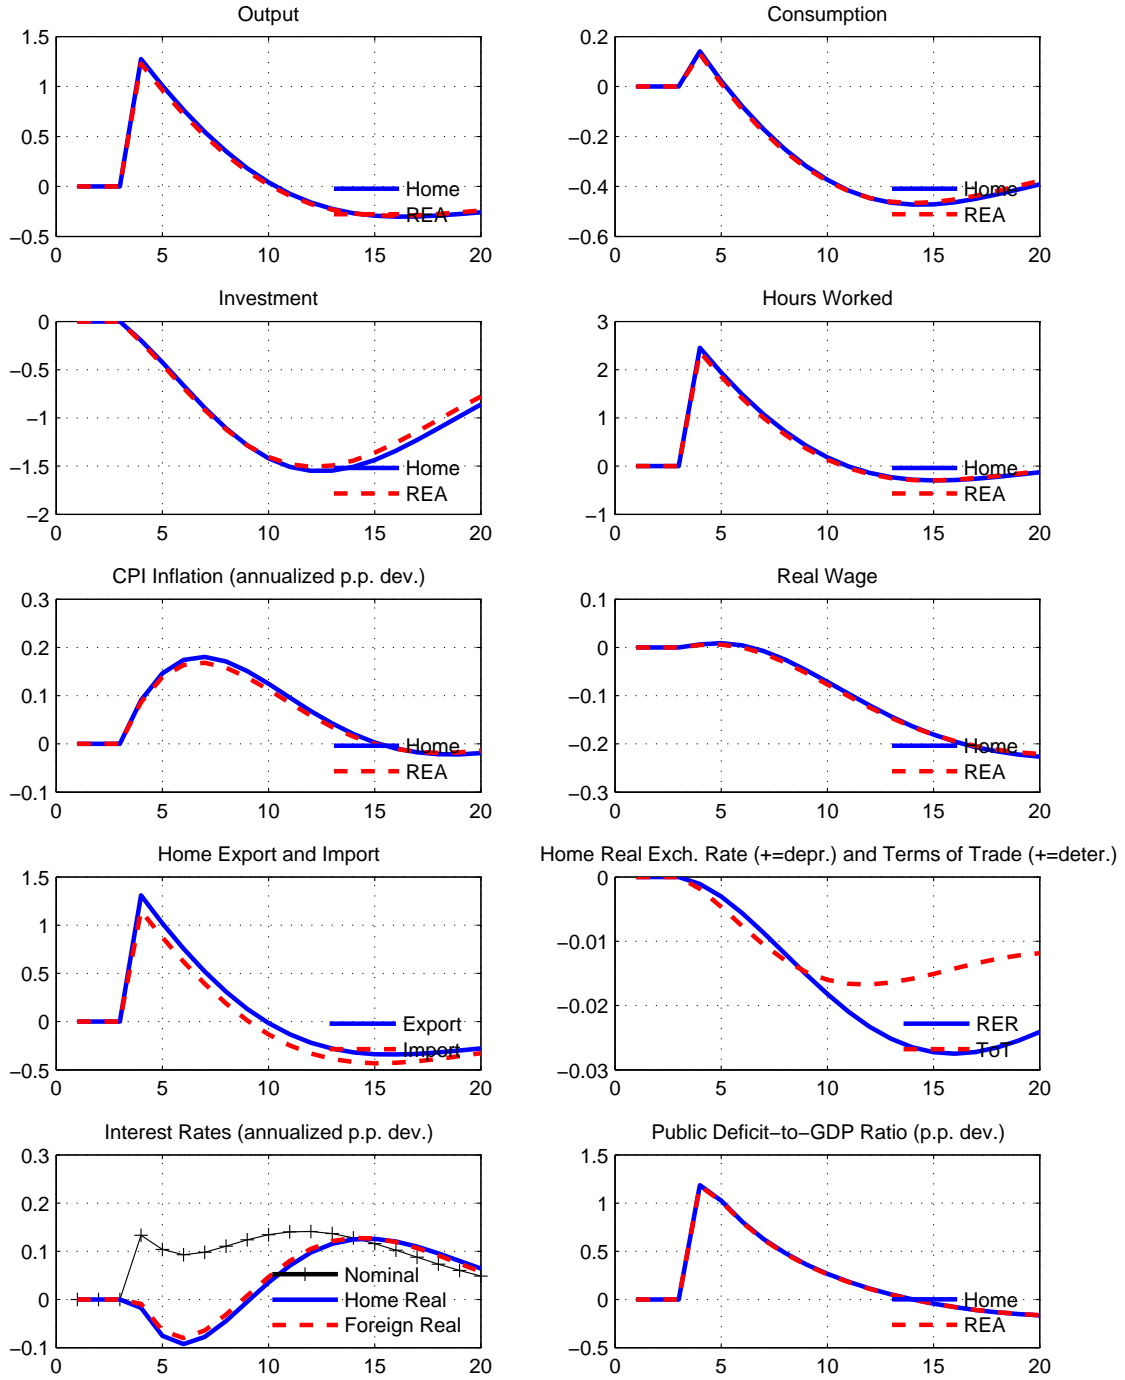 Output
1.5
1
0.5
0
−0.5
0 5 10 15 20
Home
REA
Consumption
0.2
0
−0.2
−0.4
−0.6
0 5 10 15 20
Home
REA
Investment
0
−0.5
−1
−1.5
−2
0 5 10 15 20
Home
REA
Hours Worked
3
2
1
0
−1
0 5 10 15 20
Home
REA
CPI Inflation (annualized p.p. dev.)
0.3
0.2
0.1
0
−0.1
0 5 10 15 20
Home
REA
Real Wage
0.1
0
−0.1
−0.2
−0.3
0 5 10 15 20
Home
REA
Home Export and Import
1.5
1
0.5
0
−0.5
0 5 10 15 20
Export
Import
Home Real Exch. Rate (+=depr.) and Terms of Trade (+=deter.)
0
−0.01
−0.02
−0.03
0 5 10 15 20
RER
ToT
Interest Rates (annualized p.p. dev.)
0.3
0.2
0.1
0
−0.1
0 5 10 15 20
Nominal
Home Real
Foreign Real
Public Deficit−to−GDP Ratio (p.p. dev.)
1.5
1
0.5
0
−0.5
0 5 10 15 20
Home
REA